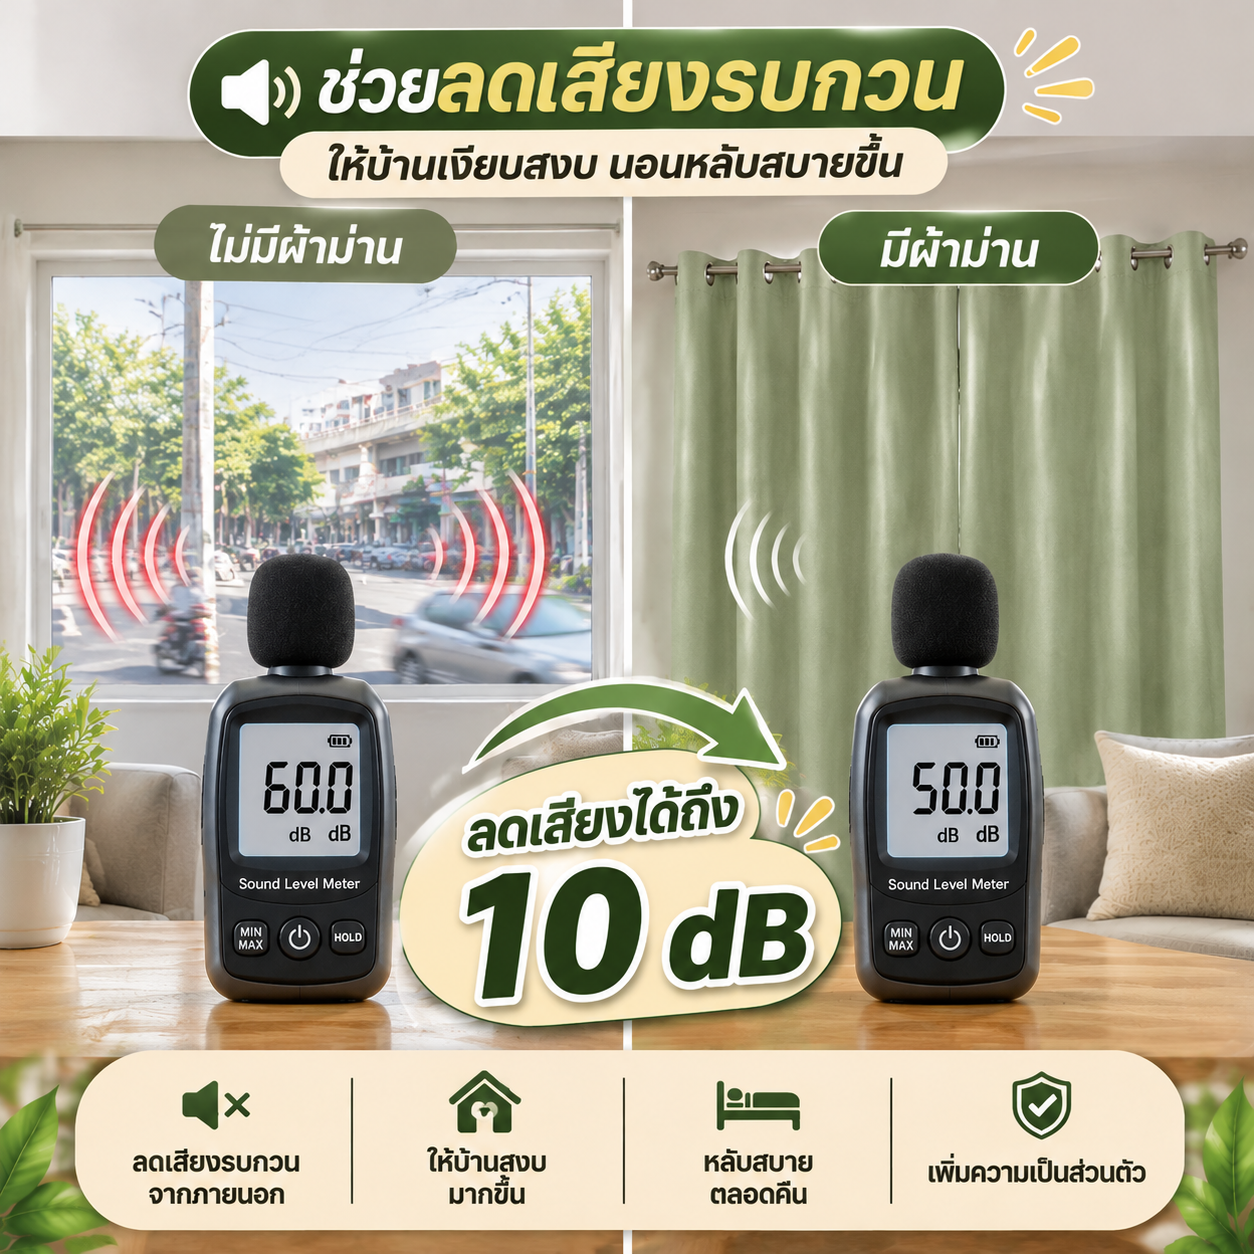 ช่วยลดเสียงรบกวน
ให้บ้านเงียบสงบ นอนหลับสบายขึ้น
ไม่มีผ้าม่าน
มีผ้าม่าน
60.0
dB dB
Sound Level Meter
MIN
MAX
HOLD
ลดเสียงได้ถึง
10 dB
50.0
dB dB
Sound Level Meter
MIN
MAX
HOLD
ลดเสียงรบกวน
จากภายนอก
ให้บ้านสงบ
มากขึ้น
หลับสบาย
ตลอดคืน
เพิ่มความเป็นส่วนตัว